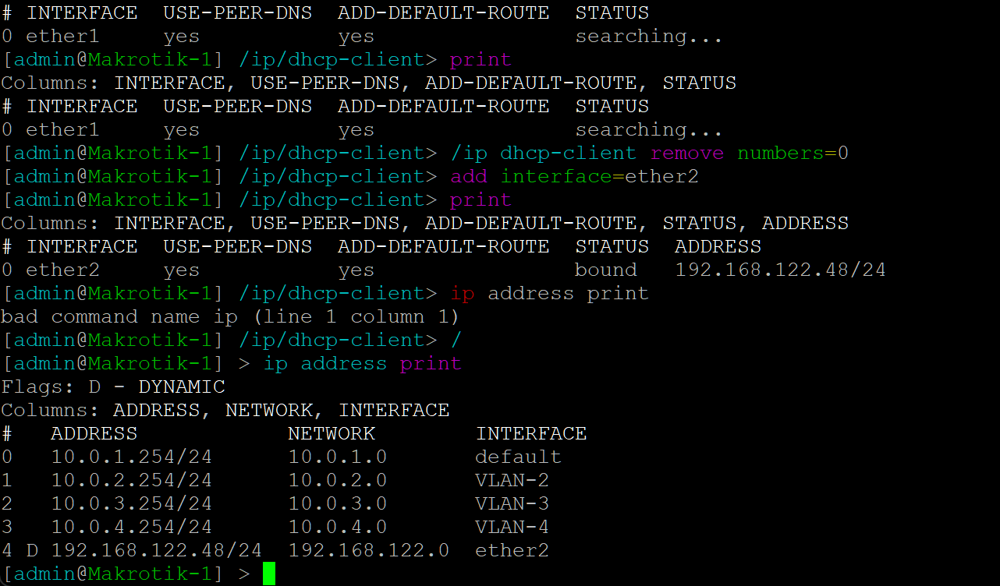 # INTERFACE  USE-PEER-DNS  ADD-DEFAULT-ROUTE  STATUS
0 ether1     yes           yes                searching...
[admin@Makrotik-1] /ip/dhcp-client> print
Columns: INTERFACE, USE-PEER-DNS, ADD-DEFAULT-ROUTE, STATUS
# INTERFACE  USE-PEER-DNS  ADD-DEFAULT-ROUTE  STATUS
0 ether1     yes           yes                searching...
[admin@Makrotik-1] /ip/dhcp-client> /ip dhcp-client remove numbers=0
[admin@Makrotik-1] /ip/dhcp-client> add interface=ether2
[admin@Makrotik-1] /ip/dhcp-client> print
Columns: INTERFACE, USE-PEER-DNS, ADD-DEFAULT-ROUTE, STATUS, ADDRESS
# INTERFACE  USE-PEER-DNS  ADD-DEFAULT-ROUTE  STATUS  ADDRESS
0 ether2     yes           yes                bound   192.168.122.48/24
[admin@Makrotik-1] /ip/dhcp-client> ip address print
bad command name ip (line 1 column 1)
[admin@Makrotik-1] /ip/dhcp-client> /
[admin@Makrotik-1] > ip address print
Flags: D - DYNAMIC
Columns: ADDRESS, NETWORK, INTERFACE
#   ADDRESS            NETWORK        INTERFACE
0   10.0.1.254/24      10.0.1.0       default
1   10.0.2.254/24      10.0.2.0       VLAN-2
2   10.0.3.254/24      10.0.3.0       VLAN-3
3   10.0.4.254/24      10.0.4.0       VLAN-4
4 D 192.168.122.48/24  192.168.122.0  ether2
[admin@Makrotik-1] >